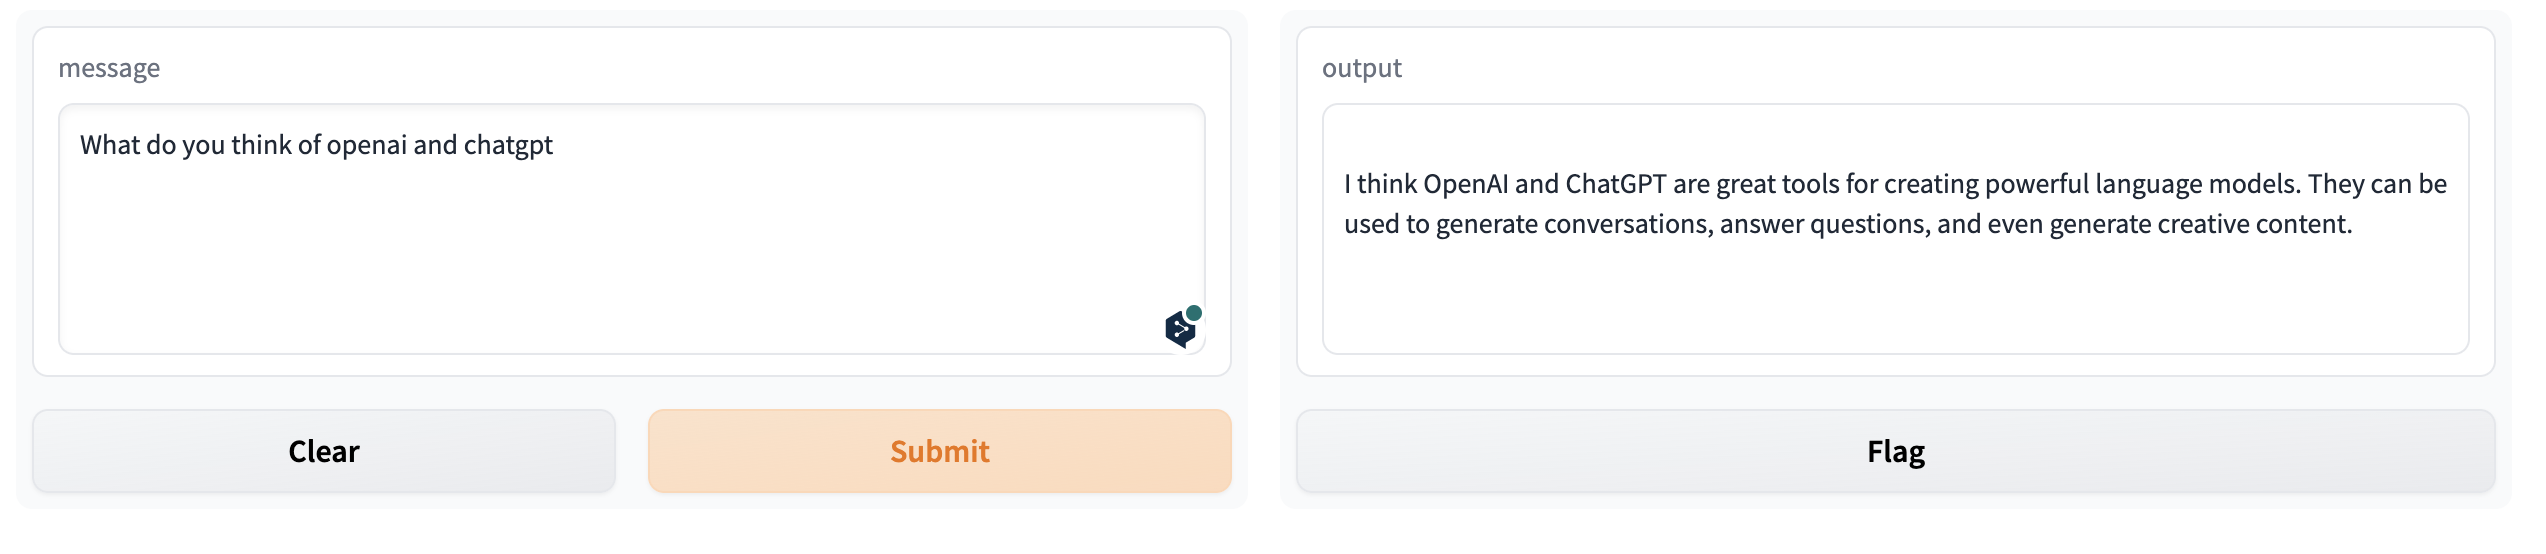 message
What do you think of openai and chatgpt
Clear
Submit
output
I think OpenAI and ChatGPT are great tools for creating powerful language models. They can be
used to generate conversations, answer questions, and even generate creative content.
Flag